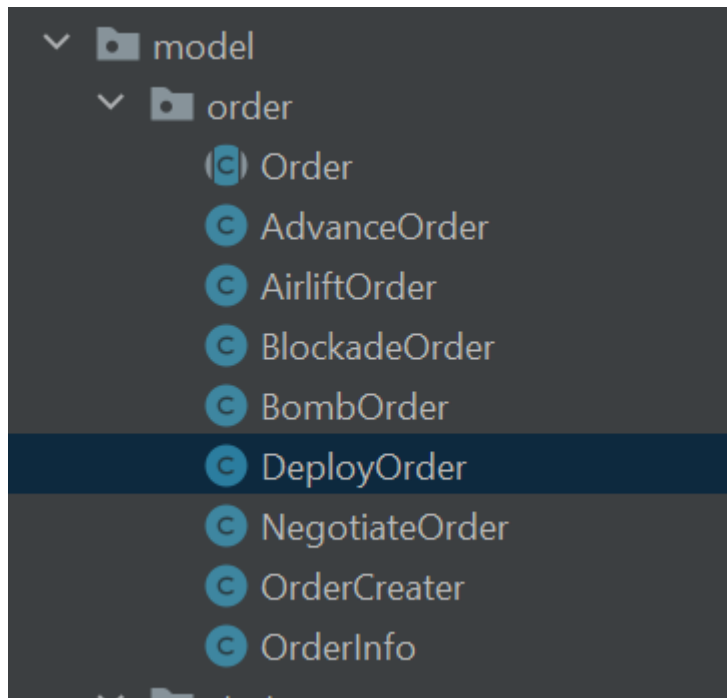 model
order
Order
AdvanceOrder
AirliftOrder
BlockadeOrder
BombOrder
DeployOrder
NegotiateOrder
OrderCreater
OrderInfo